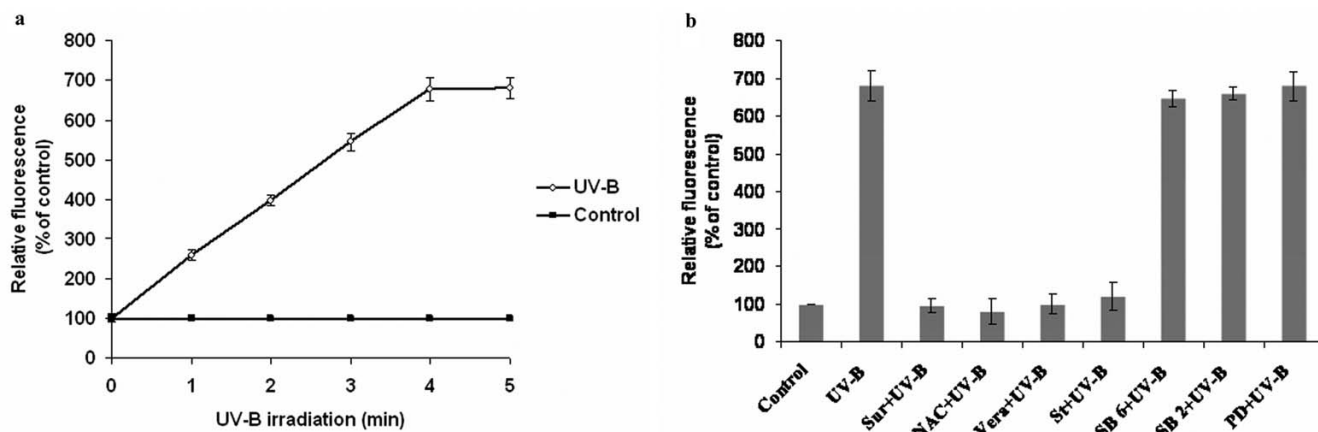 a
800
700
600
500
400
300
200
100
0
Relative fluorescence
(% of control)
0 1 2 3 4 5
UV-B irradiation (min)
UV-B
Control
b
800
700
600
500
400
300
200
100
0
Relative fluorescence
(% of control)
Control
UV-B
Sur+UV-B
NAC+UV-B
Vera+UV-B
St+UV-B
SB 6+UV-B
SB 2+UV-B
PD+UV-B